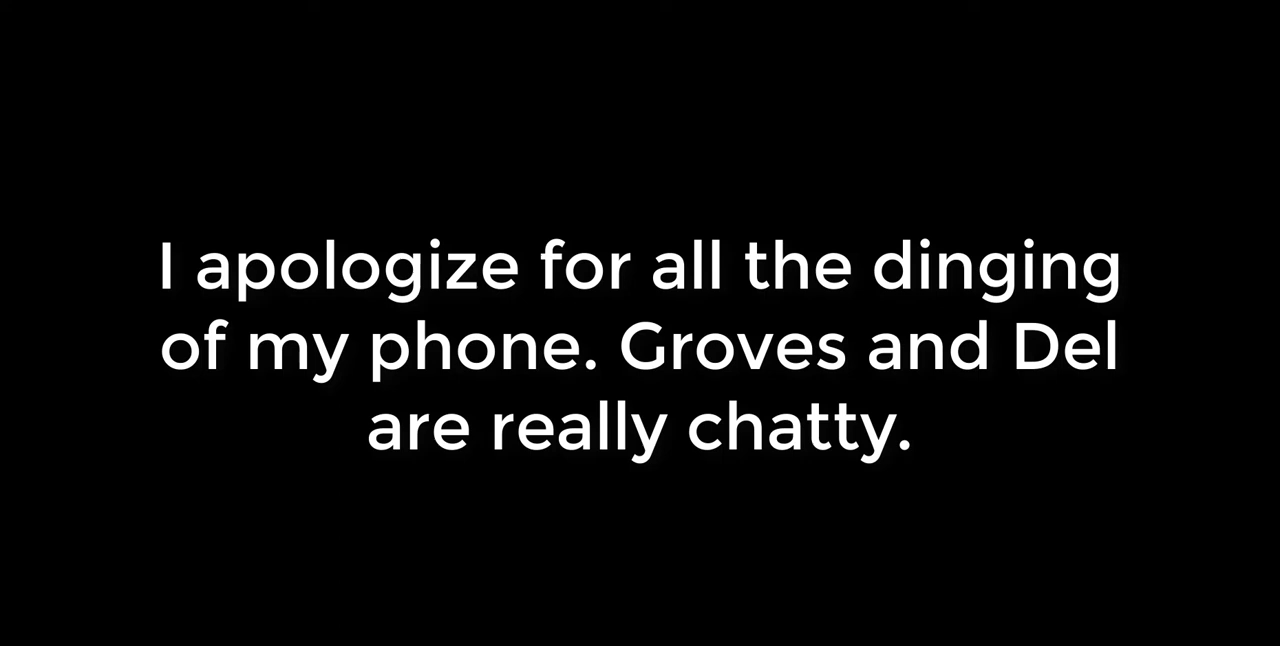 I apologize for all the dinging
of my phone. Groves and Del
are really chatty.